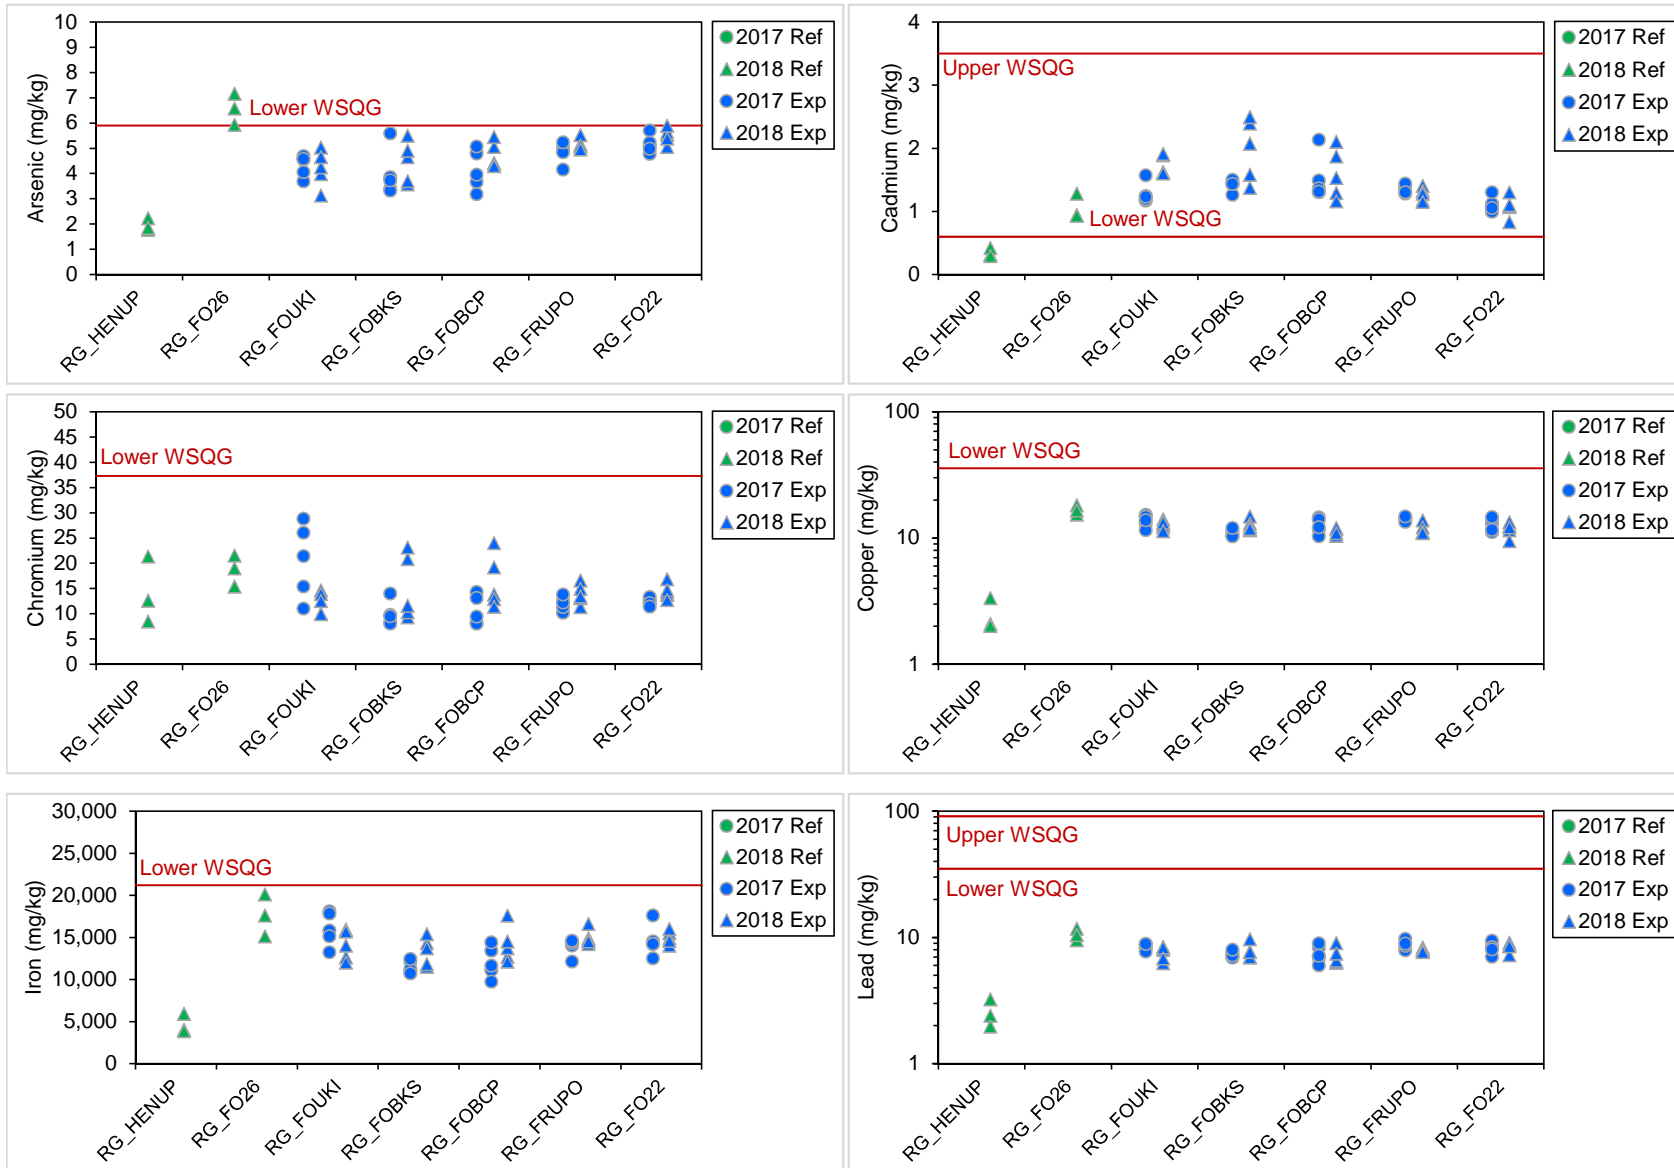 Arsenic (mg/kg)
10
9
8
7
6
5
4
3
2
1
0
Lower WSQG
RG_HENUP
RG_FO26
RG_FOUKI
RG_FOBKS
RG_FOBCP
RG_FRUPO
RG_FO22
2017 Ref
2018 Ref
2017 Exp
2018 Exp
Cadmium (mg/kg)
4
3
2
1
0
Upper WSQG
Lower WSQG
RG_HENUP
RG_FO26
RG_FOUKI
RG_FOBKS
RG_FOBCP
RG_FRUPO
RG_FO22
2017 Ref
2018 Ref
2017 Exp
2018 Exp
Chromium (mg/kg)
50
45
40
35
30
25
20
15
10
5
0
Lower WSQG
RG_HENUP
RG_FO26
RG_FOUKI
RG_FOBKS
RG_FOBCP
RG_FRUPO
RG_FO22
2017 Ref
2018 Ref
2017 Exp
2018 Exp
Copper (mg/kg)
100
10
1
Lower WSQG
RG_HENUP
RG_FO26
RG_FOUKI
RG_FOBKS
RG_FOBCP
RG_FRUPO
RG_FO22
2017 Ref
2018 Ref
2017 Exp
2018 Exp
Iron (mg/kg)
30,000
25,000
20,000
15,000
10,000
5,000
0
Lower WSQG
RG_HENUP
RG_FO26
RG_FOUKI
RG_FOBKS
RG_FOBCP
RG_FRUPO
RG_FO22
2017 Ref
2018 Ref
2017 Exp
2018 Exp
Lead (mg/kg)
100
10
1
Upper WSQG
Lower WSQG
RG_HENUP
RG_FO26
RG_FOUKI
RG_FOBKS
RG_FOBCP
RG_FRUPO
RG_FO22
2017 Ref
2018 Ref
2017 Exp
2018 Exp